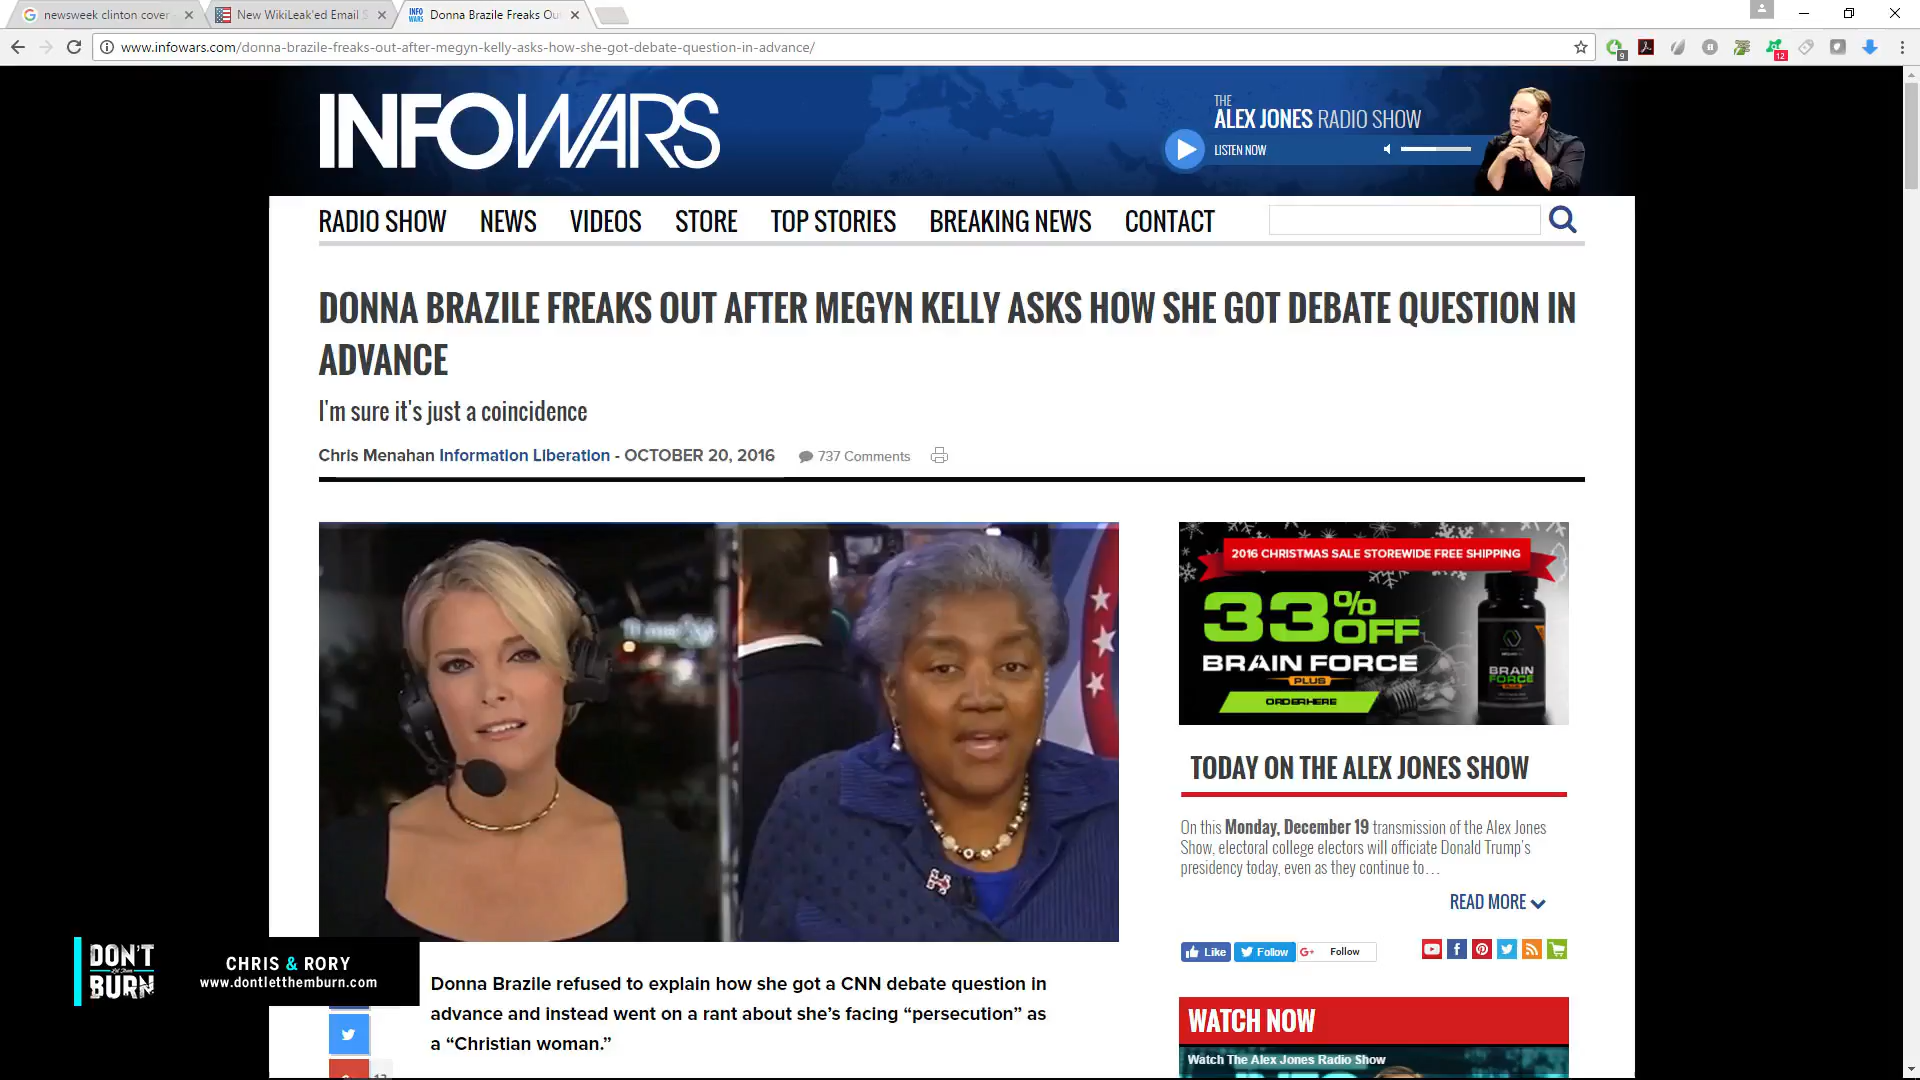 newsweek clinton cover
New WikiLeak'ed Email S
Donna Brazile Freaks Ou
www.infowars.com/donna-brazile-freaks-out-after-megyn-kelly-asks-how-she-got-debate-question-in-advance/
9
12
INFOWARS
THE
ALEX JONES RADIO SHOW
LISTEN NOW
RADIO SHOW NEWS VIDEOS STORE TOP STORIES BREAKING NEWS CONTACT
DONNA BRAZILE FREAKS OUT AFTER MEGYN KELLY ASKS HOW SHE GOT DEBATE QUESTION IN
ADVANCE
I'm sure it's just a coincidence
Chris Menahan Information Liberation - OCTOBER 20, 2016 737 Comments
2016 CHRISTMAS SALE STOREWIDE FREE SHIPPING
33% OFF
BRAIN FORCE
PLUS
ORDER HERE
BRAIN
FORCE
PLUS
TODAY ON THE ALEX JONES SHOW
On this Monday, December 19 transmission of the Alex Jones
Show, electoral college electors will officiate Donald Trump's
presidency today, even as they continue to…
READ MORE
Like Follow Follow
WATCH NOW
Watch The Alex Jones Radio Show
DON'T
Let Them
BURN
CHRIS & RORY
www.dontletthemburn.com
Donna Brazile refused to explain how she got a CNN debate question in
advance and instead went on a rant about she's facing “persecution” as
a “Christian woman.”